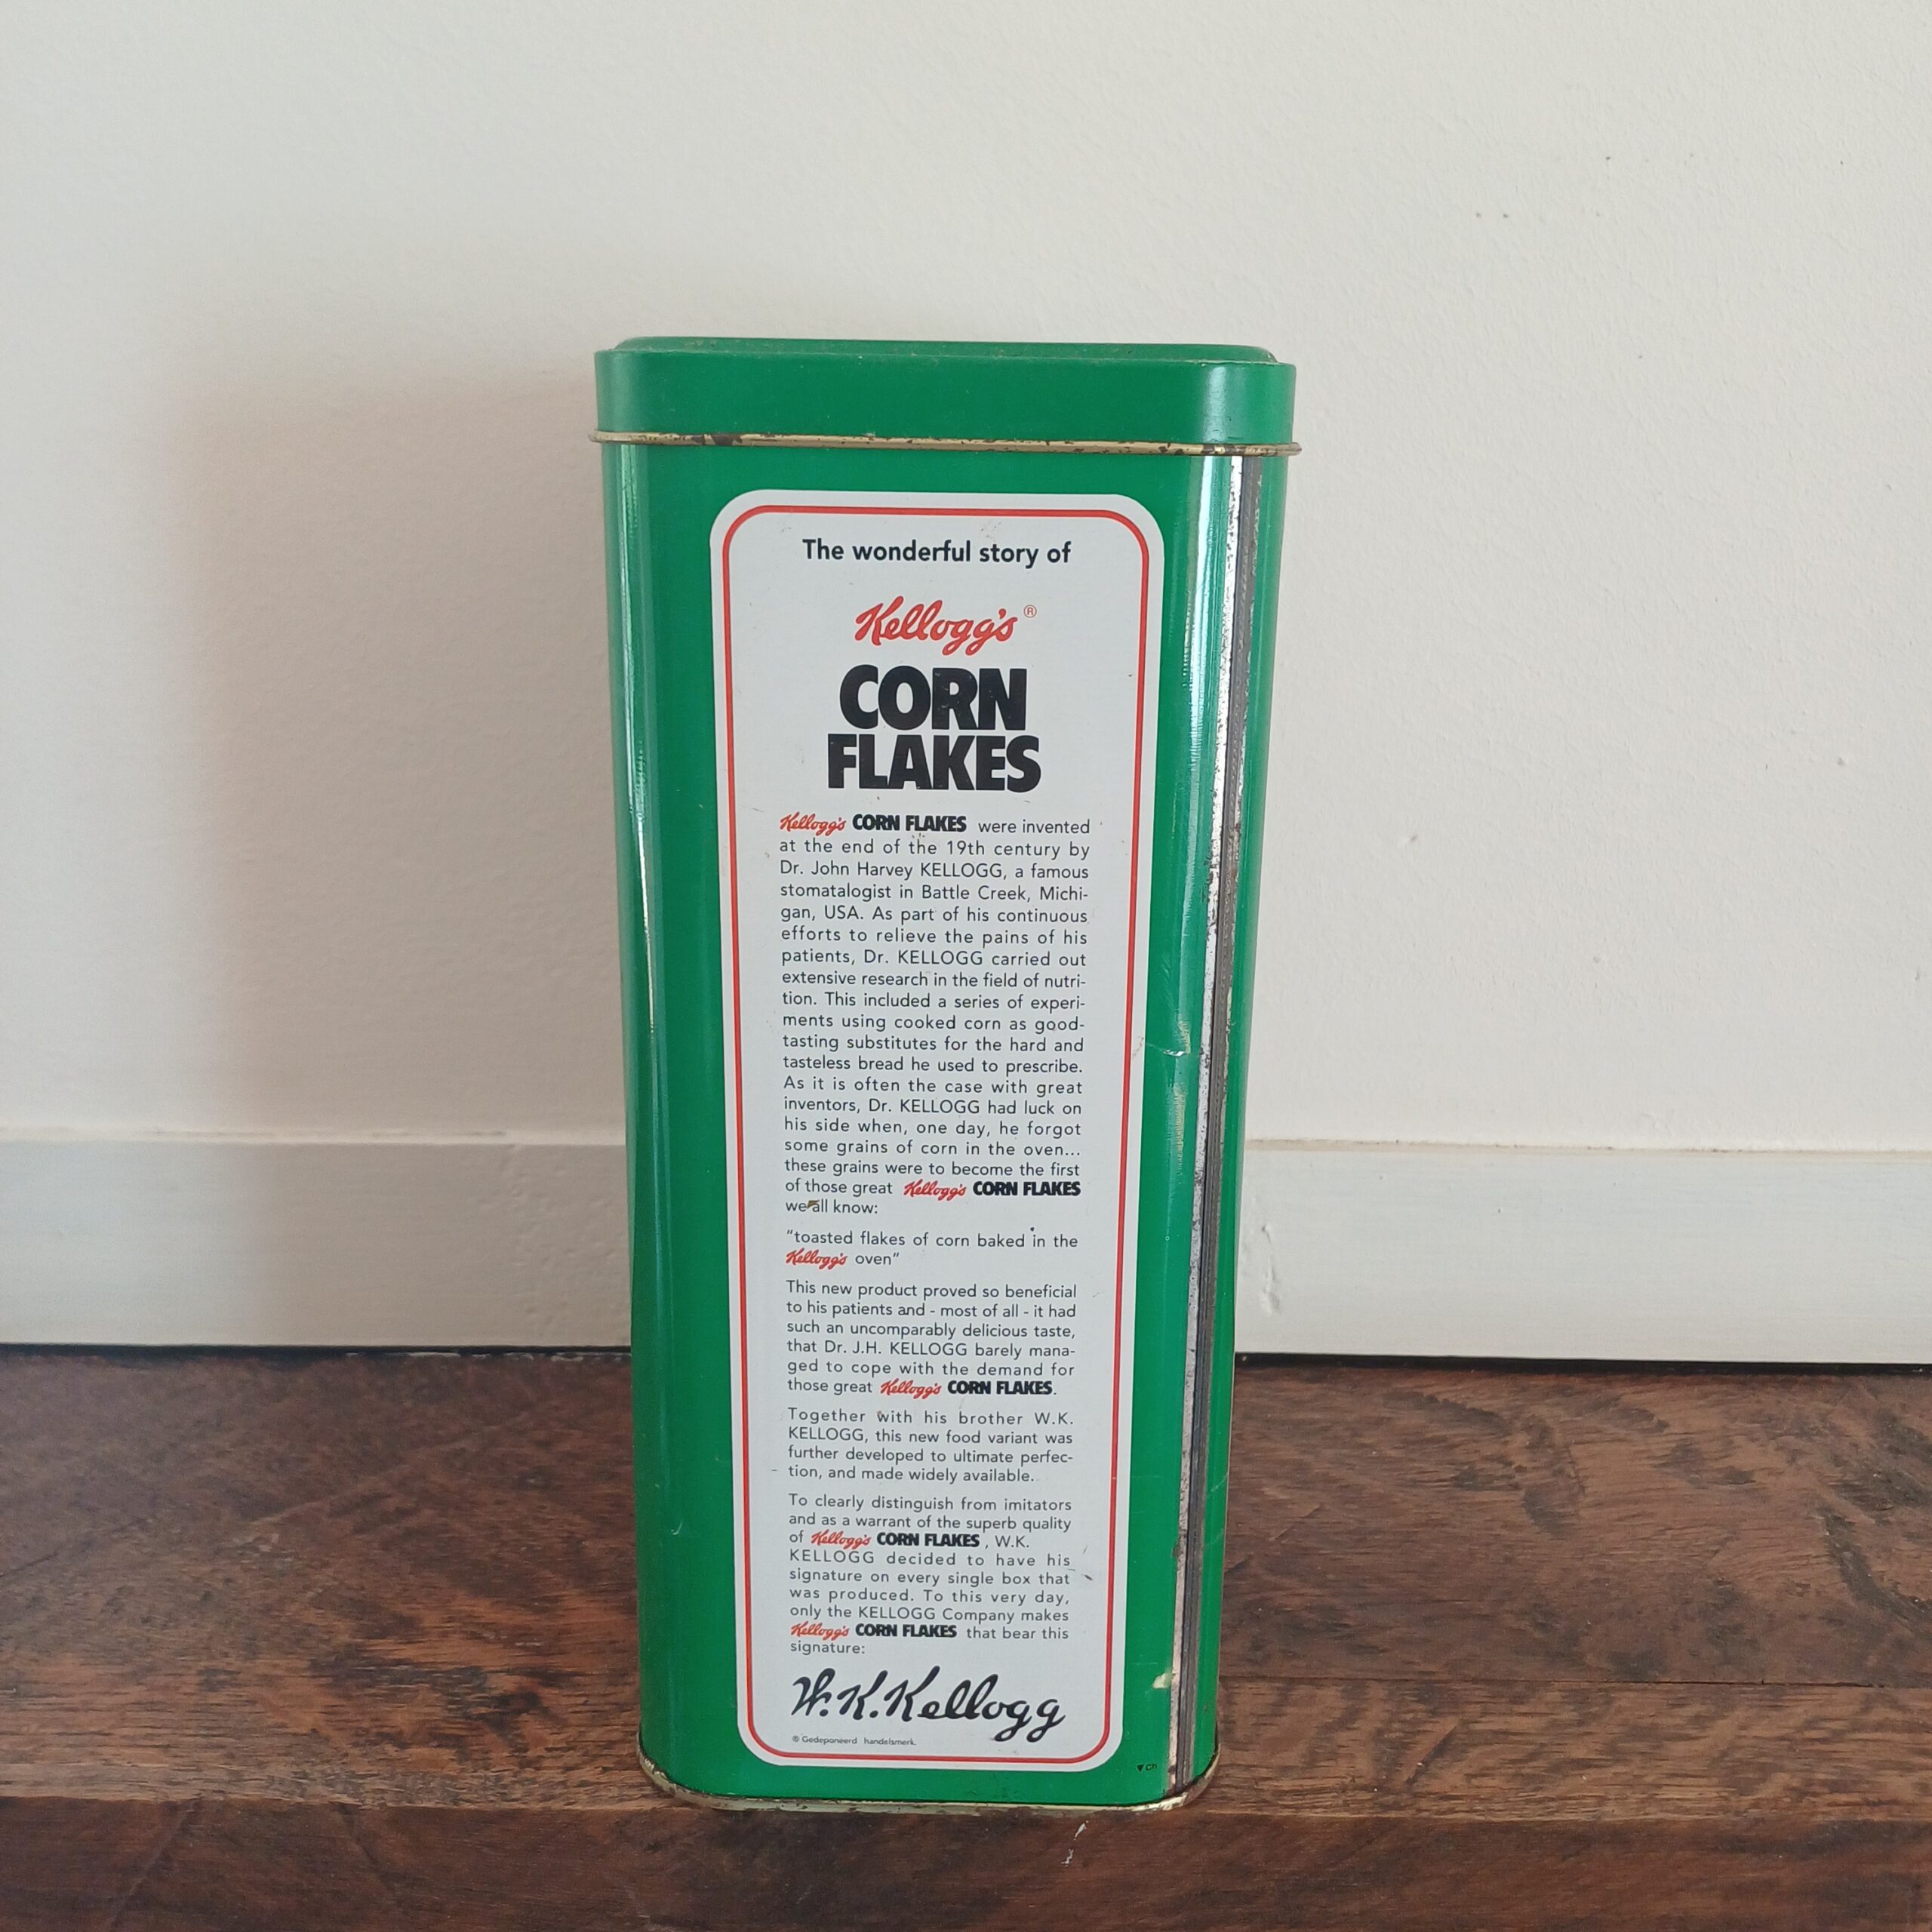 The wonderful story of
Kellogg's®
CORN
FLAKES
Kellogg's CORN FLAKES were invented
at the end of the 19th century by
Dr. John Harvey KELLOGG, a famous
stomatalogist in Battle Creek, Michi-
gan, USA. As part of his continuous
efforts to relieve the pains of his
patients, Dr. KELLOGG carried out
extensive research in the field of nutri-
tion. This included a series of experi-
ments using cooked corn as good-
tasting substitutes for the hard and
tasteless bread he used to prescribe.
As it is often the case with great
inventors, Dr. KELLOGG had luck on
his side when, one day, he forgot
some grains of corn in the oven...
these grains were to become the first
of those great Kellogg's CORN FLAKES
we all know:
"toasted flakes of corn baked in the
Kellogg's oven"
This new product proved so beneficial
to his patients and - most of all - it had
such an uncomparably delicious taste,
that Dr. J.H. KELLOGG barely mana-
ged to cope with the demand for
those great Kellogg's CORN FLAKES.
Together with his brother W.K.
KELLOGG, this new food variant was
further developed to ultimate perfec-
tion, and made widely available.
To clearly distinguish from imitators
and as a warrant of the superb quality
of Kellogg's CORN FLAKES, W.K.
KELLOGG decided to have his
signature on every single box that
was produced. To this very day,
only the KELLOGG Company makes
Kellogg's CORN FLAKES that bear this
signature:
W.K.Kellogg
® Gedeponeerd handelsmerk.